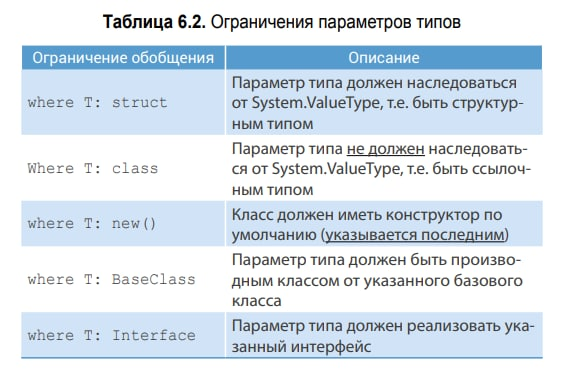 Таблица 6.2. Ограничения параметров типов
Ограничение обобщения Описание
where T: struct
Параметр типа должен наследоваться
от System.ValueType, т.е. быть структур-
ным типом
Where T: class
Параметр типа не должен наследовать-
ся от System.ValueType, т.е. быть ссылоч-
ным типом
where T: new()
Класс должен иметь конструктор по
умолчанию (указывается последним)
where T: BaseClass
Параметр типа должен быть произво-
дным классом от указанного базового
класса
where T: Interface
Параметр типа должен реализовать ука-
занный интерфейс